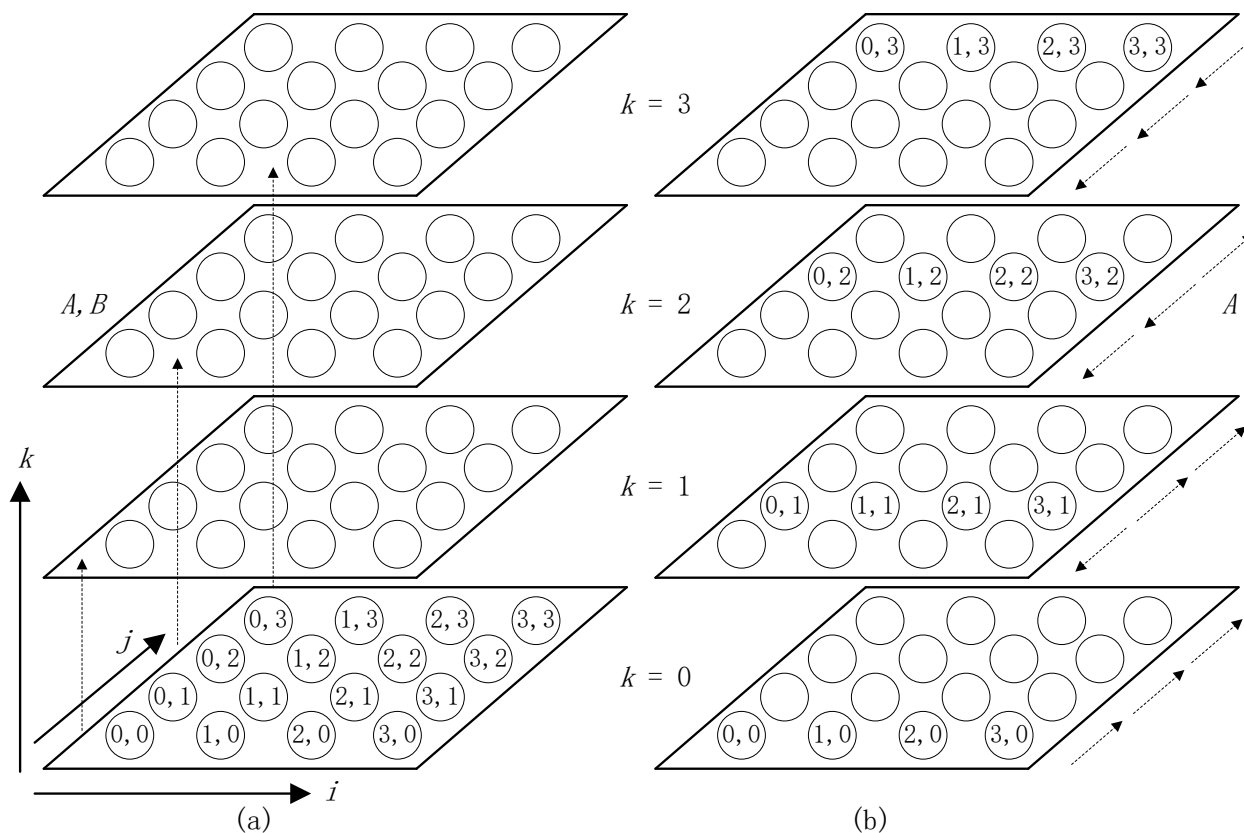 0,3 1,3 2,3 3,3
k = 3
0,2 1,2 2,2 3,2
A,B
k = 2
A
k
k = 1
0,1 1,1 2,1 3,1
0,3 1,3 2,3 3,3
j
0,2 1,2 2,2 3,2
k = 0
0,1 1,1 2,1 3,1
0,0 1,0 2,0 3,0
0,0 1,0 2,0 3,0
i
(a)
(b)